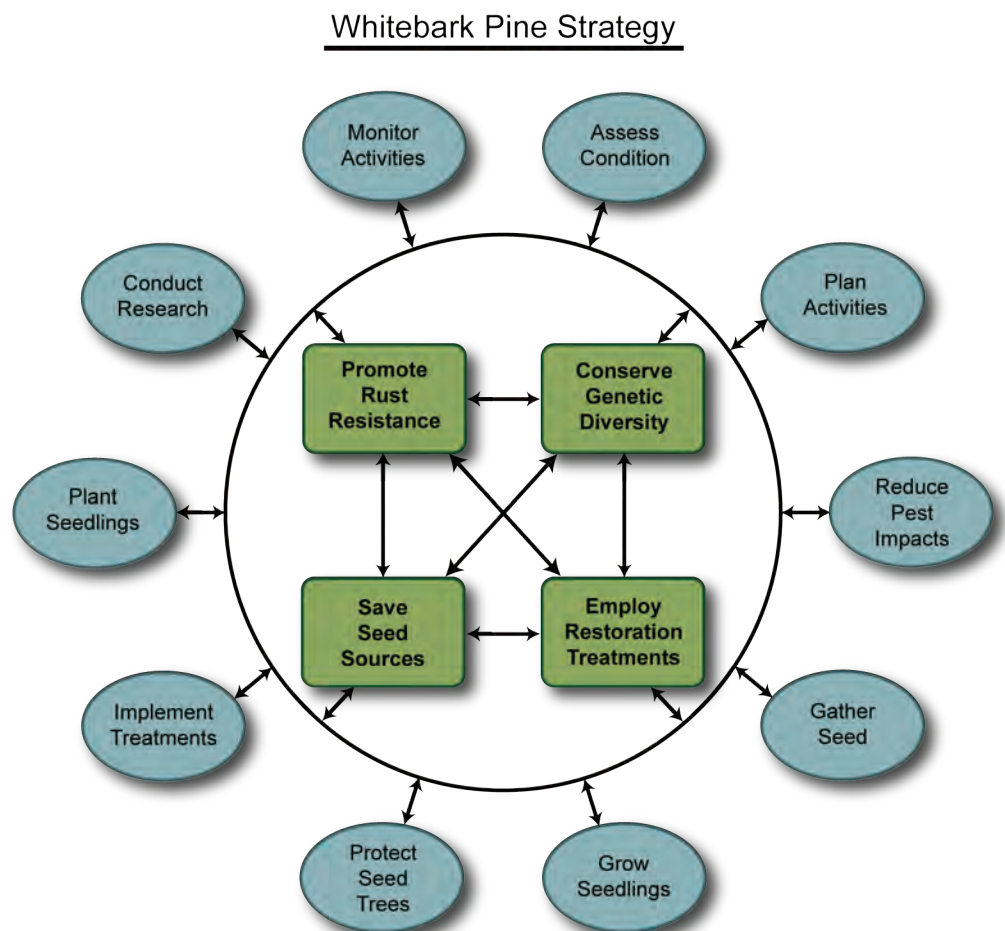 Whitebark Pine Strategy
Monitor
Activities
Assess
Condition
Conduct
Research
Plan
Activities
Promote
Rust
Resistance
Conserve
Genetic
Diversity
Plant
Seedlings
Reduce
Pest
Impacts
Save
Seed
Sources
Employ
Restoration
Treatments
Implement
Treatments
Gather
Seed
Protect
Seed
Trees
Grow
Seedlings